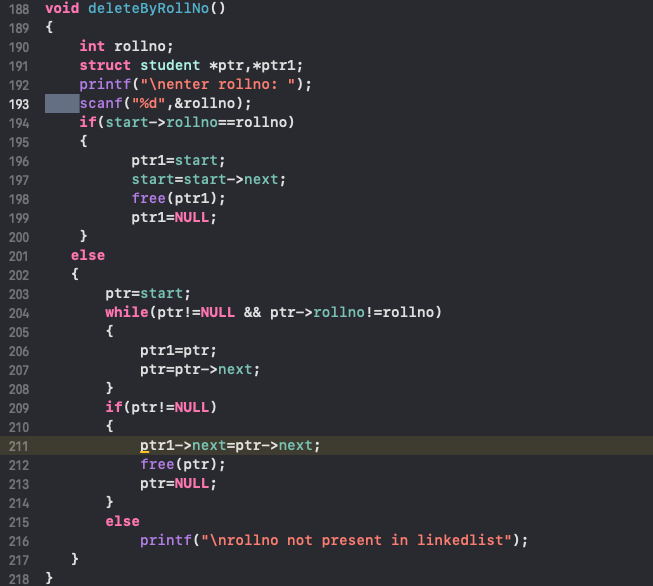 188 void deleteByRollNo()
189 {
190     int rollno;
191     struct student *ptr,*ptr1;
192     printf("\nenter rollno: ");
193     scanf("%d",&rollno);
194     if(start->rollno==rollno)
195     {
196           ptr1=start;
197           start=start->next;
198           free(ptr1);
199           ptr1=NULL;
200     }
201    else
202    {
203        ptr=start;
204        while(ptr!=NULL && ptr->rollno!=rollno)
205        {
206            ptr1=ptr;
207            ptr=ptr->next;
208        }
209        if(ptr!=NULL)
210        {
211            ptr1->next=ptr->next;
212            free(ptr);
213            ptr=NULL;
214        }
215        else
216            printf("\nrollno not present in linkedlist");
217    }
218 }